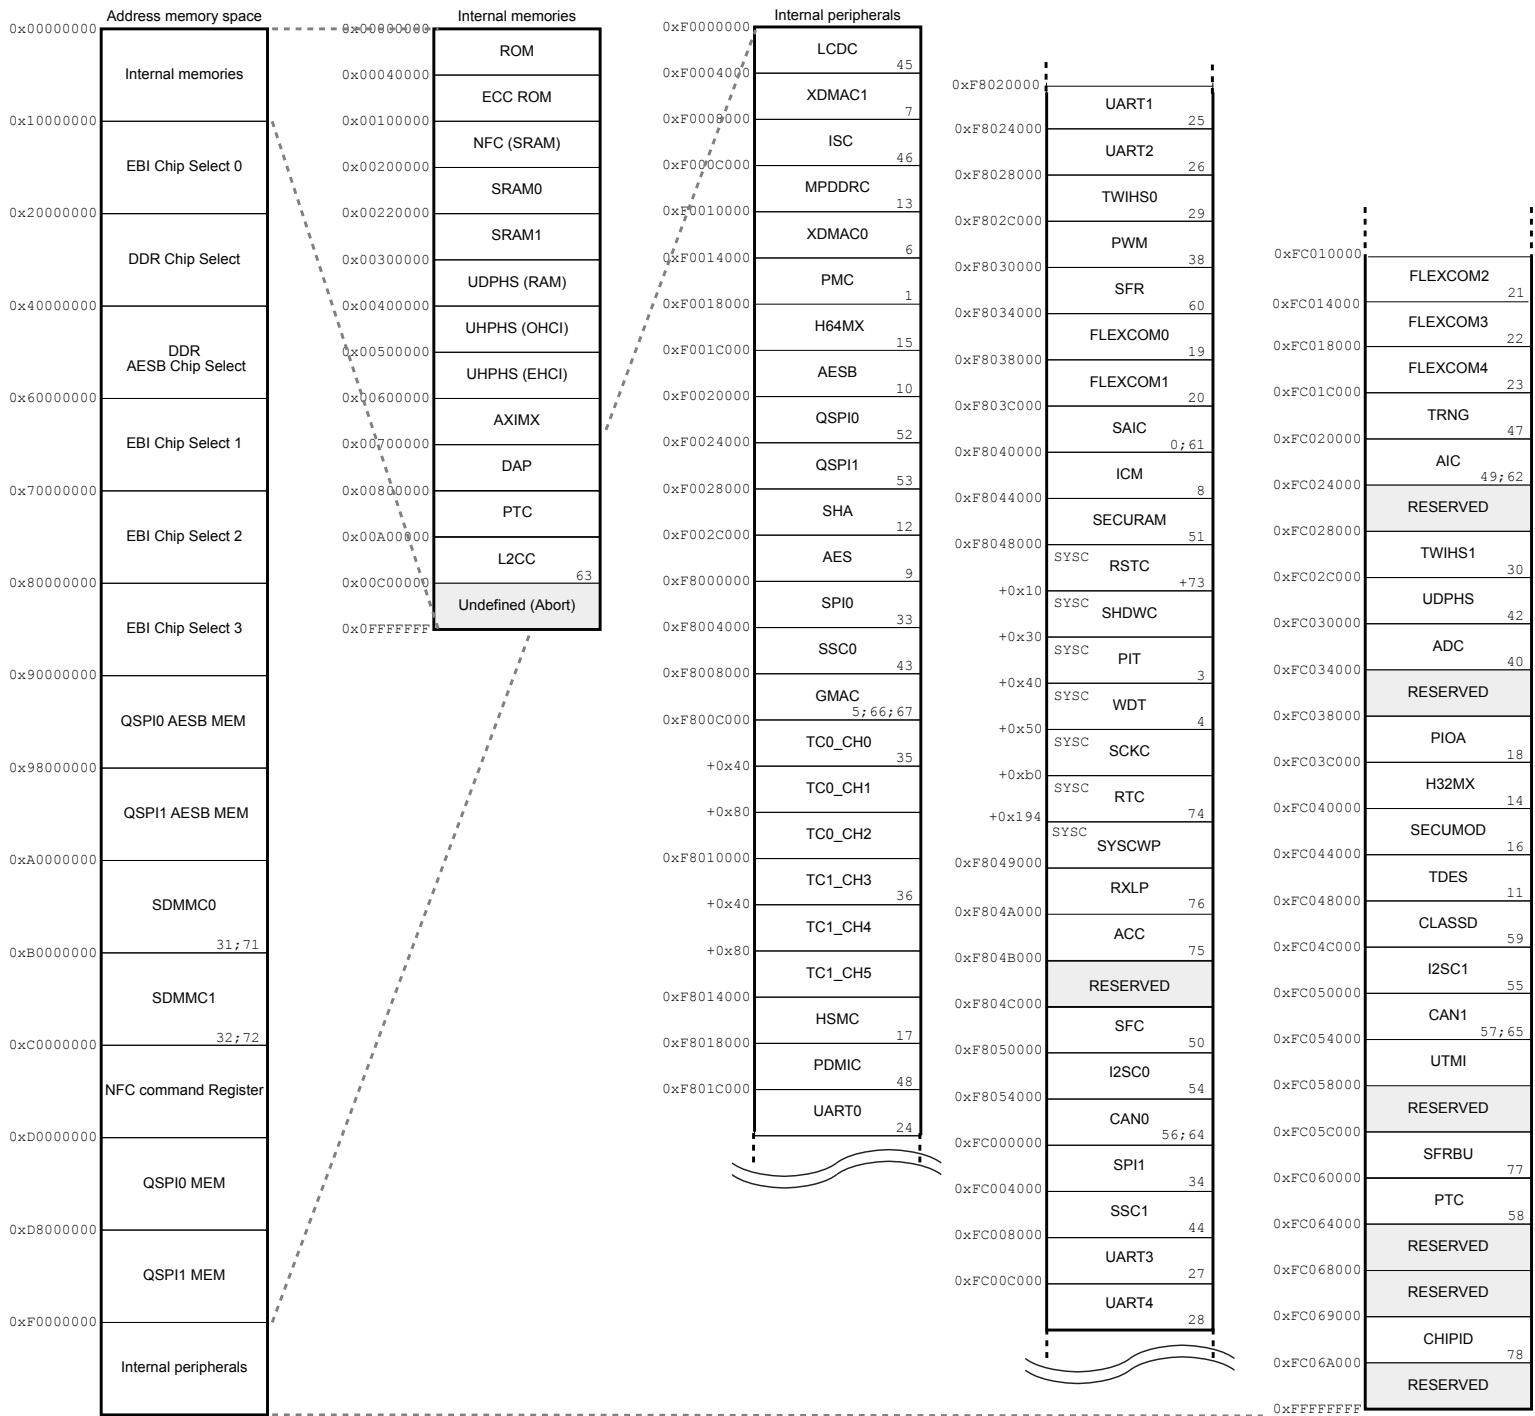 Address memory space
0x00000000
Internal memories
0x10000000
EBI Chip Select 0
0x20000000
DDR Chip Select
0x40000000
DDR
AESB Chip Select
0x60000000
EBI Chip Select 1
0x70000000
EBI Chip Select 2
0x80000000
EBI Chip Select 3
0x90000000
QSPI0 AESB MEM
0x98000000
QSPI1 AESB MEM
0xA0000000
SDMMC0
31;71
0xB0000000
SDMMC1
32;72
0xC0000000
NFC command Register
0xD0000000
QSPI0 MEM
0xD8000000
QSPI1 MEM
0xF0000000
Internal peripherals
Internal memories
0x00000000
ROM
0x00040000
ECC ROM
0x00100000
NFC (SRAM)
0x00200000
SRAM0
0x00220000
SRAM1
0x00300000
UDPHS (RAM)
0x00400000
UHPHS (OHCI)
0x00500000
UHPHS (EHCI)
0x00600000
AXIMX
0x00700000
DAP
0x00800000
PTC
0x00A00000
L2CC
63
0x00C00000
Undefined (Abort)
0x0FFFFFFF
Internal peripherals
0xF0000000
LCDC
45
0xF0004000
XDMAC1
7
0xF0008000
ISC
46
0xF000C000
MPDDRC
13
0xF0010000
XDMAC0
6
0xF0014000
PMC
1
0xF0018000
H64MX
15
0xF001C000
AESB
10
0xF0020000
QSPI0
52
0xF0024000
QSPI1
53
0xF0028000
SHA
12
0xF002C000
AES
9
0xF8000000
SPI0
33
0xF8004000
SSC0
43
0xF8008000
GMAC
5;66;67
0xF800C000
TC0_CH0
35
+0x40
TC0_CH1
+0x80
TC0_CH2
0xF8010000
TC1_CH3
36
+0x40
TC1_CH4
+0x80
TC1_CH5
0xF8014000
HSMC
17
0xF8018000
PDMIC
48
0xF801C000
UART0
24
0xF8020000
UART1
25
0xF8024000
UART2
26
0xF8028000
TWIHS0
29
0xF802C000
PWM
38
0xF8030000
SFR
60
0xF8034000
FLEXCOM0
19
0xF8038000
FLEXCOM1
20
0xF803C000
SAIC
0;61
0xF8040000
ICM
8
0xF8044000
SECURAM
51
0xF8048000
SYSC
RSTC
+73
+0x10
SYSC
SHDWC
+0x30
SYSC
PIT
3
+0x40
SYSC
WDT
4
+0x50
SYSC
SCKC
+0xb0
SYSC
RTC
74
+0x194
SYSC
SYSCWP
0xF8049000
RXLP
76
0xF804A000
ACC
75
0xF804B000
RESERVED
0xF804C000
SFC
50
0xF8050000
I2SC0
54
0xF8054000
CAN0
56;64
0xFC000000
SPI1
34
0xFC004000
SSC1
44
0xFC008000
UART3
27
0xFC00C000
UART4
28
0xFC010000
FLEXCOM2
21
0xFC014000
FLEXCOM3
22
0xFC018000
FLEXCOM4
23
0xFC01C000
TRNG
47
0xFC020000
AIC
49;62
0xFC024000
RESERVED
0xFC028000
TWIHS1
30
0xFC02C000
UDPHS
42
0xFC030000
ADC
40
0xFC034000
RESERVED
0xFC038000
PIOA
18
0xFC03C000
H32MX
14
0xFC040000
SECUMOD
16
0xFC044000
TDES
11
0xFC048000
CLASSD
59
0xFC04C000
I2SC1
55
0xFC050000
CAN1
57;65
0xFC054000
UTMI
0xFC058000
RESERVED
0xFC05C000
SFRBU
77
0xFC060000
PTC
58
0xFC064000
RESERVED
0xFC068000
RESERVED
0xFC069000
CHIPID
78
0xFC06A000
RESERVED
0xFFFFFFFF